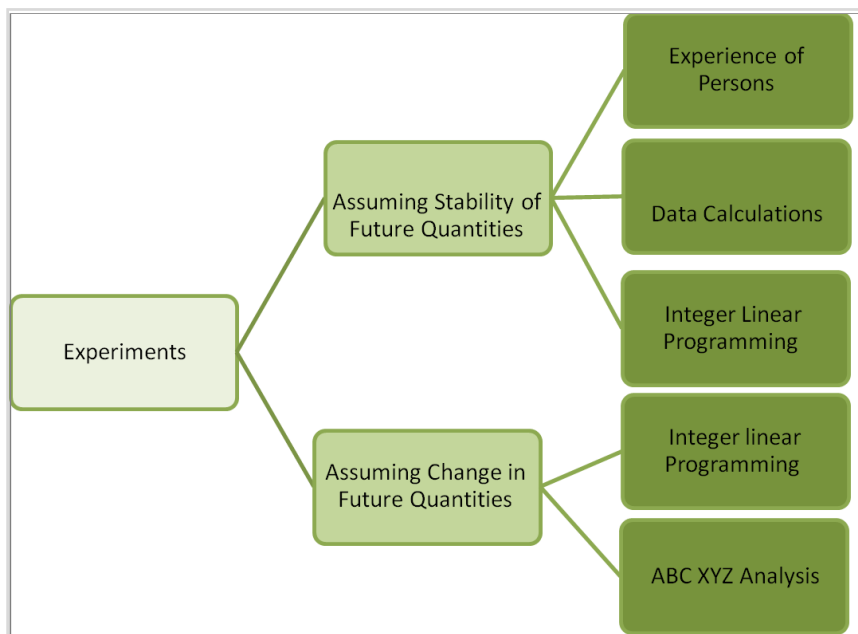 Experience of
Persons
Assuming Stability of
Future Quantities
Data Calculations
Integer Linear
Programming
Experiments
Integer linear
Programming
Assuming Change in
Future Quantities
ABC XYZ Analysis